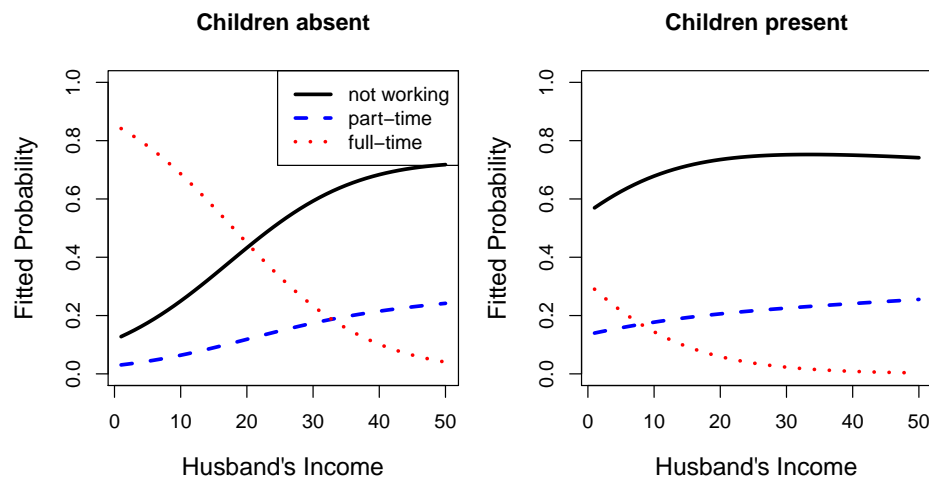 Children absent
Fitted Probability
1.0
0.8
0.6
0.4
0.2
0.0
not working
part−time
full−time
0 10 20 30 40 50
Husband's Income
Children present
Fitted Probability
1.0
0.8
0.6
0.4
0.2
0.0
0 10 20 30 40 50
Husband's Income